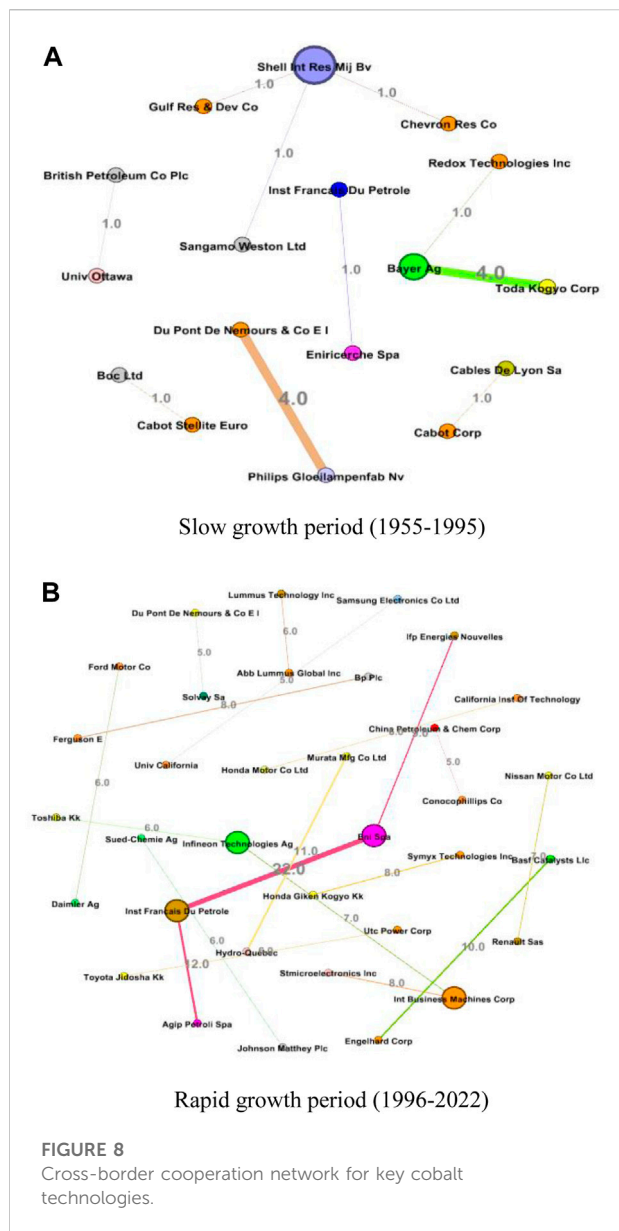 A
Shell Int Res Mij Bv
1.0
1.0
Gulf Res & Dev Co
Chevron Res Co
1.0
Redox Technologies Inc
British Petroleum Co Plc
Inst Francais Du Petrole
1.0
1.0
Sangamo Weston Ltd
Univ Ottawa
1.0
Bayer Ag
4.0
Toda Kogyo Corp
Du Pont De Nemours & Co E I
Eniricerche Spa
Boc Ltd
Cables De Lyon Sa
1.0
4.0
1.0
Cabot Stellite Euro
Cabot Corp
Philips Gloeilampenfab Nv
Slow growth period (1955-1995)
B
Lummus Technology Inc
Samsung Electronics Co Ltd
Du Pont De Nemours & Co E I
6.0
Ifp Energies Nouvelles
5.0
Ford Motor Co
Abb Lummus Global Inc
Bp Plc
5.0
Solvay Sa
8.0
California Inst Of Technology
Ferguson E
China Petroleum & Chem Corp
Univ California
Honda Motor Co Ltd
Murata Mfg Co Ltd
5.0
Nissan Motor Co Ltd
6.0
Conocophillips Co
Toshiba Kk
6.0
Sued-Chemie Ag
Infineon Technologies Ag
Eni Spa
11.0
22.0
Symyx Technologies Inc
7.0
Basf Catalysts Llc
8.0
Daimler Ag
Inst Francais Du Petrole
Honda Giken Kogyo Kk
7.0
Utc Power Corp
6.0
10.0
Renault Sas
Hydro-Quebec
12.0
Toyota Jidosha Kk
Stmicroelectronics Inc
8.0
Int Business Machines Corp
Agip Petroli Spa
Johnson Matthey Plc
Engelhard Corp
Rapid growth period (1996-2022)
FIGURE 8
Cross-border cooperation network for key cobalt
technologies.